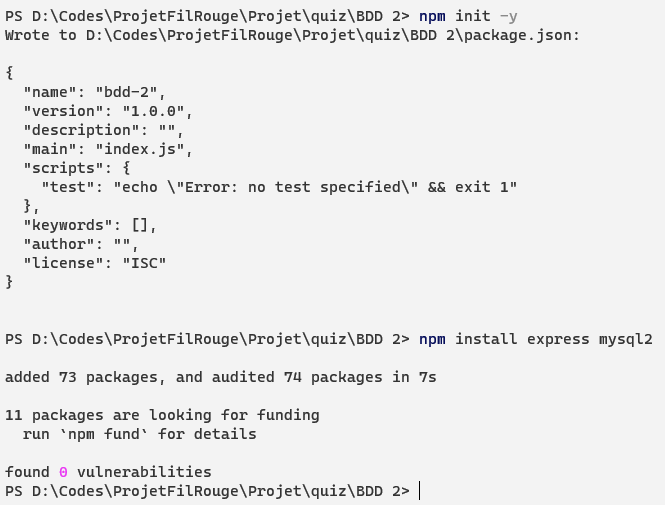 PS D:\Codes\ProjetFilRouge\Projet\quiz\BDD 2> npm init -y
Wrote to D:\Codes\ProjetFilRouge\Projet\quiz\BDD 2\package.json:
{
  "name": "bdd-2",
  "version": "1.0.0",
  "description": "",
  "main": "index.js",
  "scripts": {
    "test": "echo \"Error: no test specified\" && exit 1"
  },
  "keywords": [],
  "author": "",
  "license": "ISC"
}
PS D:\Codes\ProjetFilRouge\Projet\quiz\BDD 2> npm install express mysql2
added 73 packages, and audited 74 packages in 7s
11 packages are looking for funding
  run `npm fund` for details
found 0 vulnerabilities
PS D:\Codes\ProjetFilRouge\Projet\quiz\BDD 2>